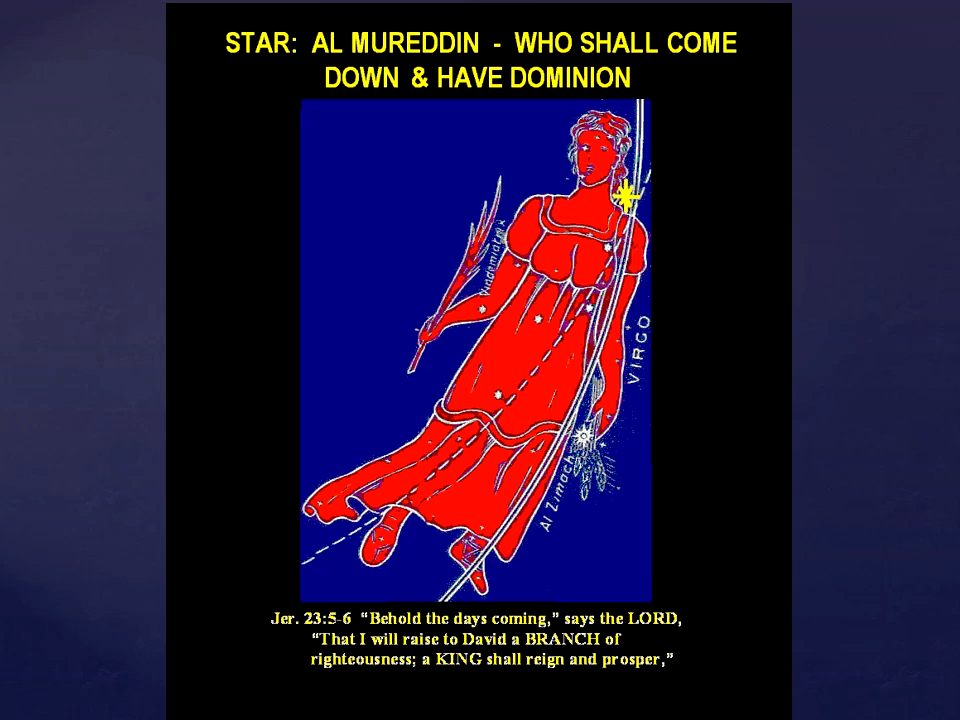 STAR: AL MUREDDIN - WHO SHALL COME
DOWN & HAVE DOMINION
Vindemiatrix
VIRGO
Al Zimach
Jer. 23:5-6 “Behold the days coming,” says the LORD,
“That I will raise to David a BRANCH of
righteousness; a KING shall reign and prosper,”